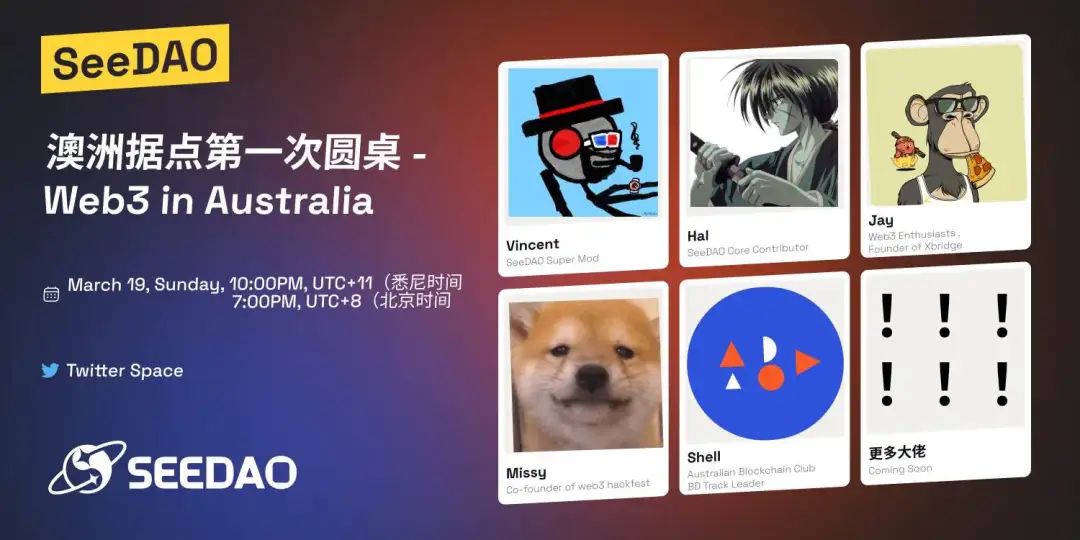 SeeDAO
澳洲据点第一次圆桌 -
Web3 in Australia
March 19, Sunday, 10:00PM, UTC+11（悉尼时间
7:00PM, UTC+8（北京时间
Twitter Space
SEEDAO
Vincent
SeeDAO Super Mod
Hal
SeeDAO Core Contributor
Jay
Web3 Enthusiasts ,
Founder of Xbridge
Missy
Co-founder of web3 hackfest
Shell
Australian Blockchain Club
BD Track Leader
! ! !
! ! !
更多大佬
Coming Soon